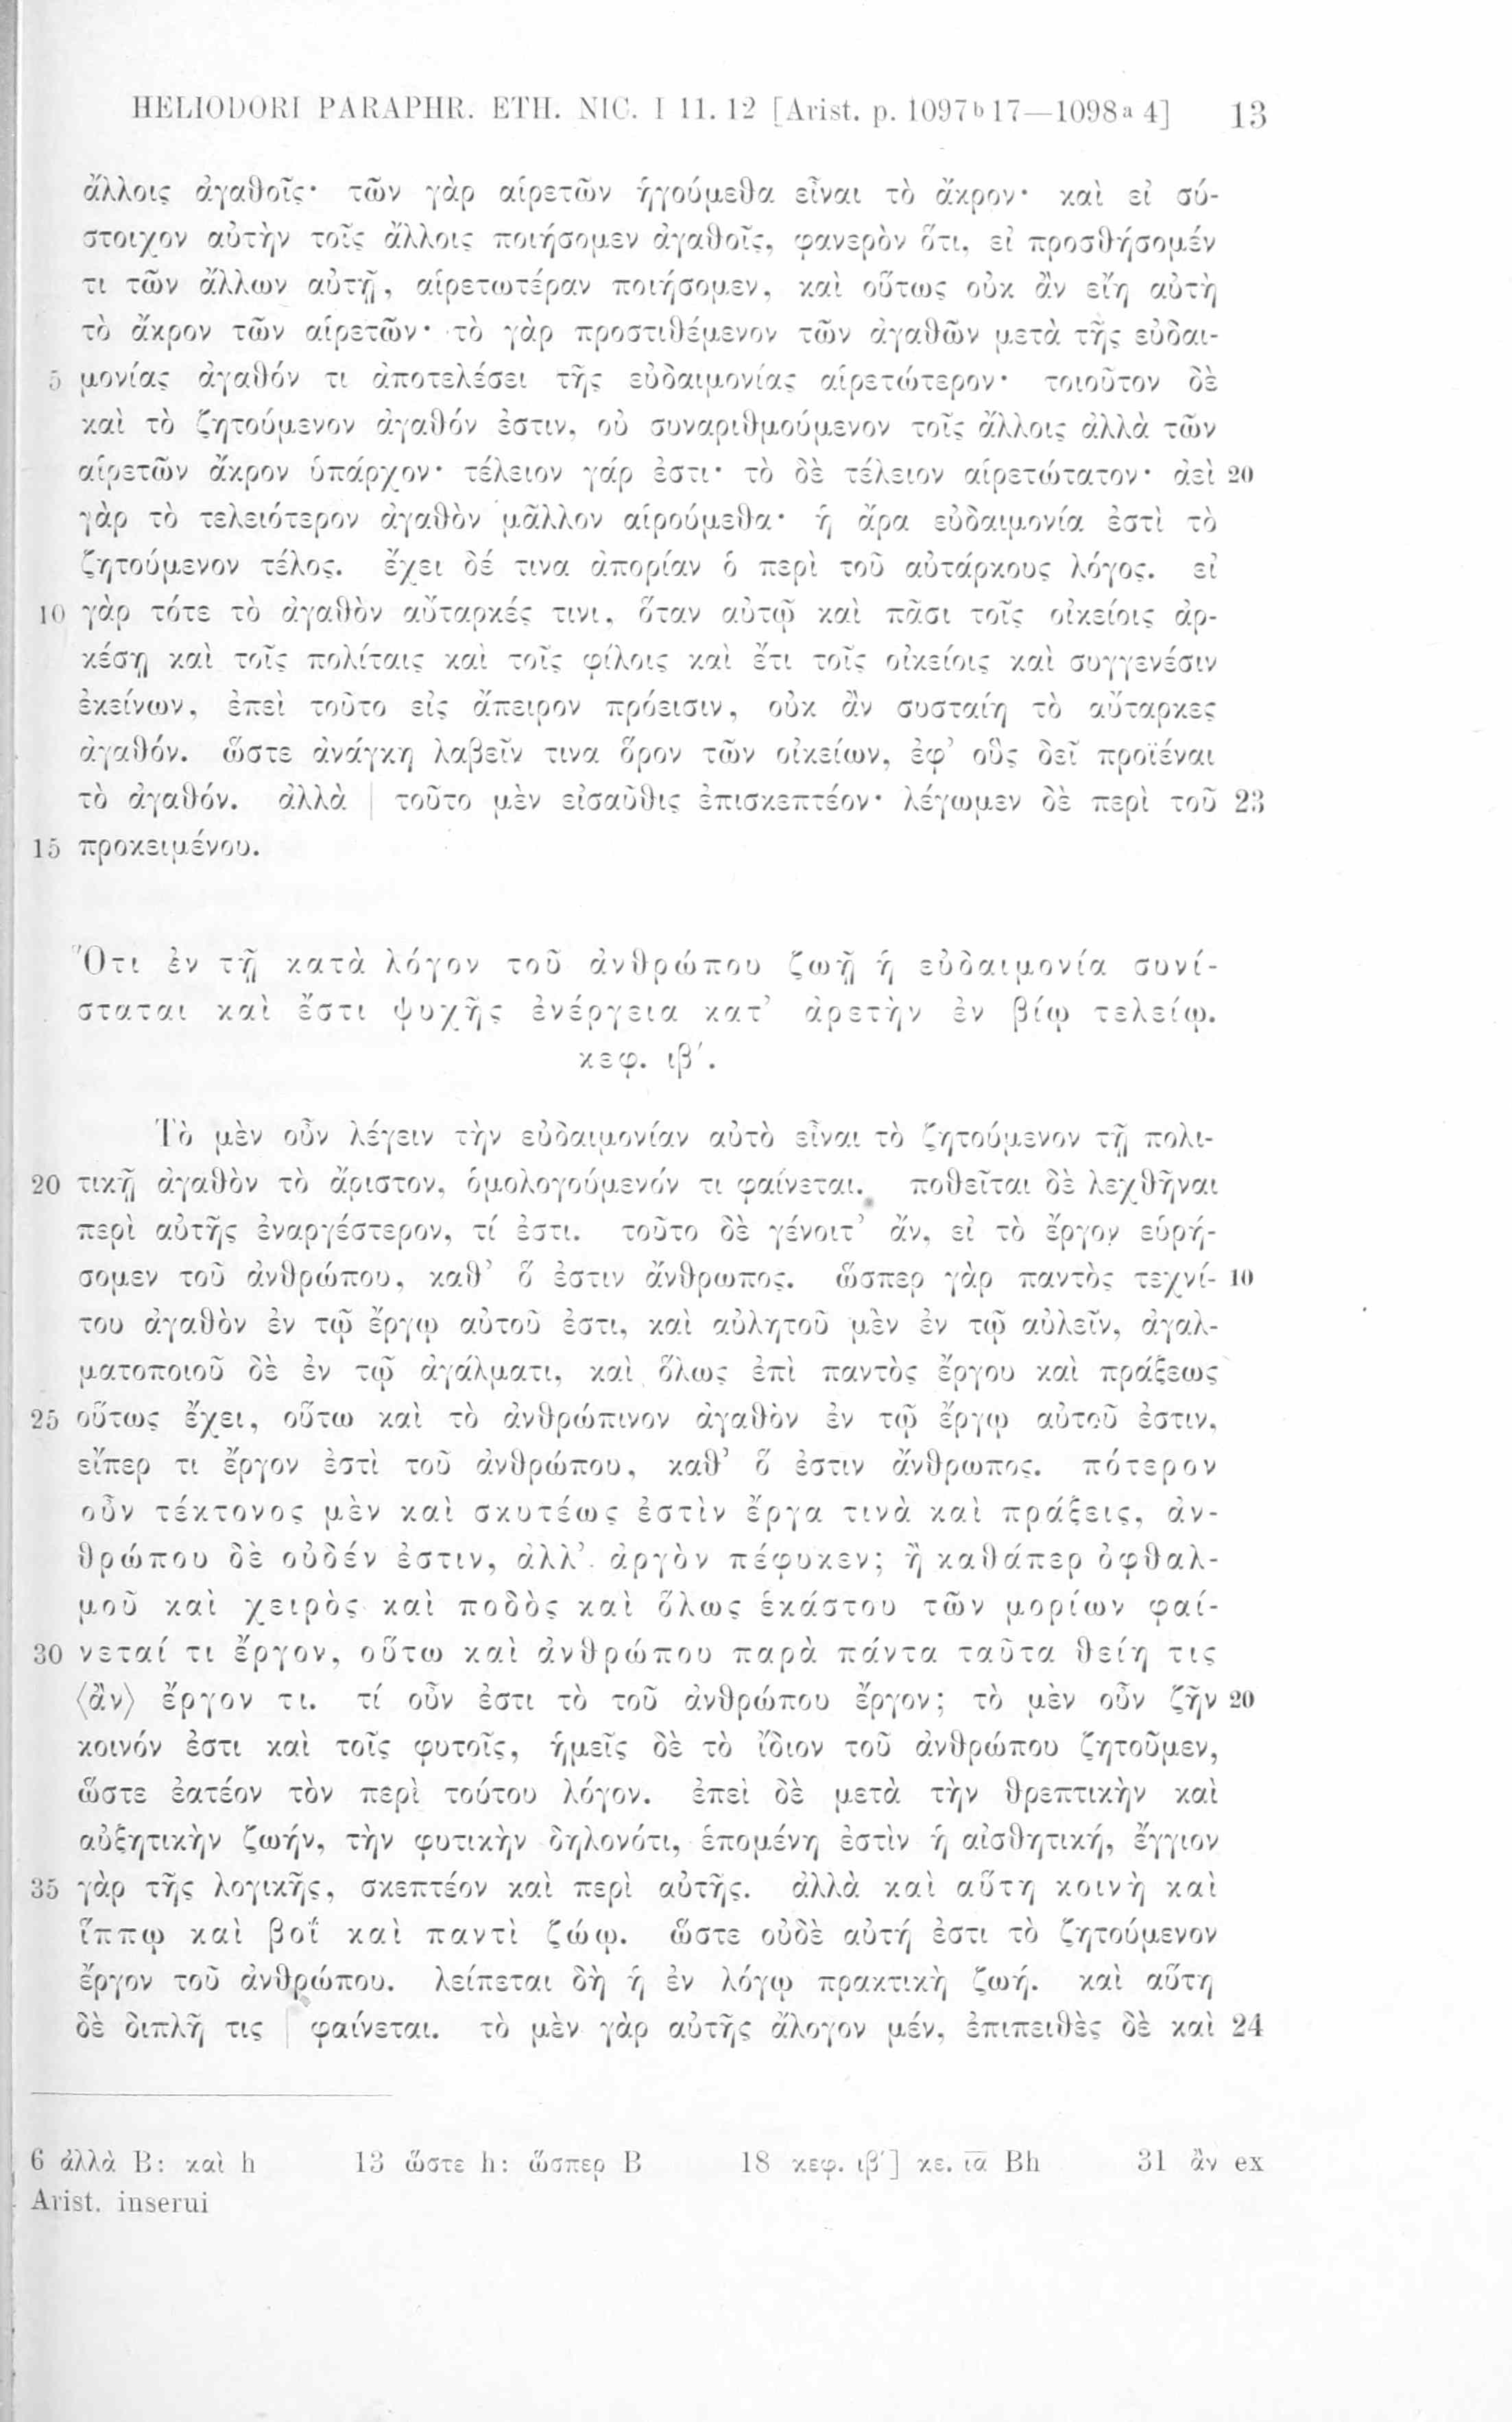 HELIODORI PARAPHR. ETH. NIC. I 11. 12 [Arist. p. 1097b 17—1098a 4] 13
ἄλλοις ἀγαθοῖς· τῶν γὰρ αἱρετῶν ἡγούμεθα εἶναι τὸ ἄκρον· καὶ εἰ σύ-
στοιχον αὐτὴν τοῖς ἄλλοις ποιήσομεν ἀγαθοῖς, φανερὸν ὅτι, εἰ προσθήσομέν
τι τῶν ἄλλων αὐτῇ, αἱρετωτέραν ποιήσομεν, καὶ οὕτως οὐκ ἂν εἴη αὐτὴ
τὸ ἄκρον τῶν αἱρετῶν· τὸ γὰρ προστιθέμενον τῶν ἀγαθῶν μετὰ τῆς εὐδαι-
5 μονίας ἀγαθόν τι ἀποτελέσει τῆς εὐδαιμονίας αἱρετώτερον· τοιοῦτον δὲ
καὶ τὸ ζητούμενον ἀγαθόν ἐστιν, οὐ συναριθμούμενον τοῖς ἄλλοις ἀλλὰ τῶν
αἱρετῶν ἄκρον ὑπάρχον· τέλειον γάρ ἐστι· τὸ δὲ τέλειον αἱρετώτατον· ἀεὶ 20
γὰρ τὸ τελειότερον ἀγαθὸν μᾶλλον αἱρούμεθα· ἡ ἄρα εὐδαιμονία ἐστὶ τὸ
ζητούμενον τέλος. ἔχει δέ τινα ἀπορίαν ὁ περὶ τοῦ αὐτάρκους λόγος. εἰ
10 γὰρ τότε τὸ ἀγαθὸν αὔταρκές τινι, ὅταν αὐτῷ καὶ πᾶσι τοῖς οἰκείοις ἀρ-
κέσῃ καὶ τοῖς πολίταις καὶ τοῖς φίλοις καὶ ἔτι τοῖς οἰκείοις καὶ συγγενέσιν
ἐκείνων, ἐπεὶ τοῦτο εἰς ἄπειρον πρόεισιν, οὐκ ἂν συσταίη τὸ αὔταρκες
ἀγαθόν. ὥστε ἀνάγκη λαβεῖν τινα ὅρον τῶν οἰκείων, ἐφ’ οὓς δεῖ προϊέναι
τὸ ἀγαθόν. ἀλλὰ | τοῦτο μὲν εἰσαῦθις ἐπισκεπτέον· λέγωμεν δὲ περὶ τοῦ 23
15 προκειμένου.
Ὅτι ἐν τῇ κατὰ λόγον τοῦ ἀνθρώπου ζωῇ ἡ εὐδαιμονία συνί-
σταται καὶ ἔστι ψυχῆς ἐνέργεια κατ’ ἀρετὴν ἐν βίῳ τελείῳ.
κεφ. ιβ′.
Τὸ μὲν οὖν λέγειν τὴν εὐδαιμονίαν αὐτὸ εἶναι τὸ ζητούμενον τῇ πολι-
20 τικῇ ἀγαθὸν τὸ ἄριστον, ὁμολογούμενόν τι φαίνεται. ποθεῖται δὲ λεχθῆναι
περὶ αὐτῆς ἐναργέστερον, τί ἐστι. τοῦτο δὲ γένοιτ’ ἄν, εἰ τὸ ἔργον εὑρή-
σομεν τοῦ ἀνθρώπου, καθ’ ὅ ἐστιν ἄνθρωπος. ὥσπερ γὰρ παντὸς τεχνί- 10
του ἀγαθὸν ἐν τῷ ἔργῳ αὐτοῦ ἐστι, καὶ αὐλητοῦ μὲν ἐν τῷ αὐλεῖν, ἀγαλ-
ματοποιοῦ δὲ ἐν τῷ ἀγάλματι, καὶ ὅλως ἐπὶ παντὸς ἔργου καὶ πράξεως
25 οὕτως ἔχει, οὕτω καὶ τὸ ἀνθρώπινον ἀγαθὸν ἐν τῷ ἔργῳ αὐτοῦ ἐστιν,
εἴπερ τι ἔργον ἐστὶ τοῦ ἀνθρώπου, καθ’ ὅ ἐστιν ἄνθρωπος. πότερον
οὖν τέκτονος μὲν καὶ σκυτέως ἐστὶν ἔργα τινὰ καὶ πράξεις, ἀν-
θρώπου δὲ οὐδέν ἐστιν, ἀλλ’ ἀργὸν πέφυκεν; ἢ καθάπερ ὀφθαλ-
μοῦ καὶ χειρὸς καὶ ποδὸς καὶ ὅλως ἑκάστου τῶν μορίων φαί-
30 νεταί τι ἔργον, οὕτω καὶ ἀνθρώπου παρὰ πάντα ταῦτα θείη τις
⟨ἂν⟩ ἔργον τι. τί οὖν ἐστι τὸ τοῦ ἀνθρώπου ἔργον; τὸ μὲν οὖν ζῆν 20
κοινόν ἐστι καὶ τοῖς φυτοῖς, ἡμεῖς δὲ τὸ ἴδιον τοῦ ἀνθρώπου ζητοῦμεν,
ὥστε ἐατέον τὸν περὶ τούτου λόγον. ἐπεὶ δὲ μετὰ τὴν θρεπτικὴν καὶ
αὐξητικὴν ζωήν, τὴν φυτικὴν δηλονότι, ἑπομένη ἐστὶν ἡ αἰσθητική, ἔγγιον
35 γὰρ τῆς λογικῆς, σκεπτέον καὶ περὶ αὐτῆς. ἀλλὰ καὶ αὕτη κοινὴ καὶ
ἵππῳ καὶ βοῒ καὶ παντὶ ζώῳ. ὥστε οὐδὲ αὐτή ἐστι τὸ ζητούμενον
ἔργον τοῦ ἀνθρώπου. λείπεται δὴ ἡ ἐν λόγῳ πρακτικὴ ζωή. καὶ αὕτη
δὲ διπλῆ τις | φαίνεται. τὸ μὲν γὰρ αὐτῆς ἄλογον μέν, ἐπιπειθὲς δὲ καὶ 24
6 ἀλλὰ B: καὶ h 13 ὥστε h: ὥσπερ B 18 κεφ. ιβ′] κε. ια Bh 31 ἂν ex
Arist. inserui